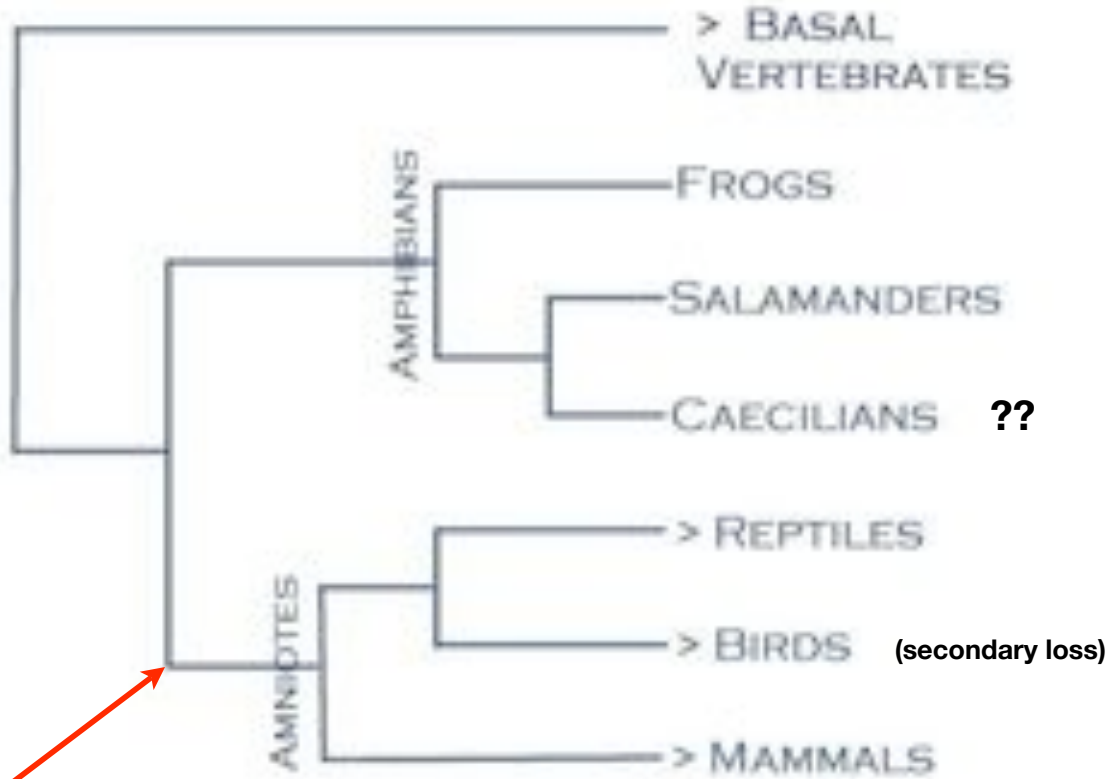 > BASAL
VERTEBRATES
AMPHIBIANS
FROGS
SALAMANDERS
CAECILIANS ??
AMNIOTES
> REPTILES
> BIRDS (secondary loss)
> MAMMALS